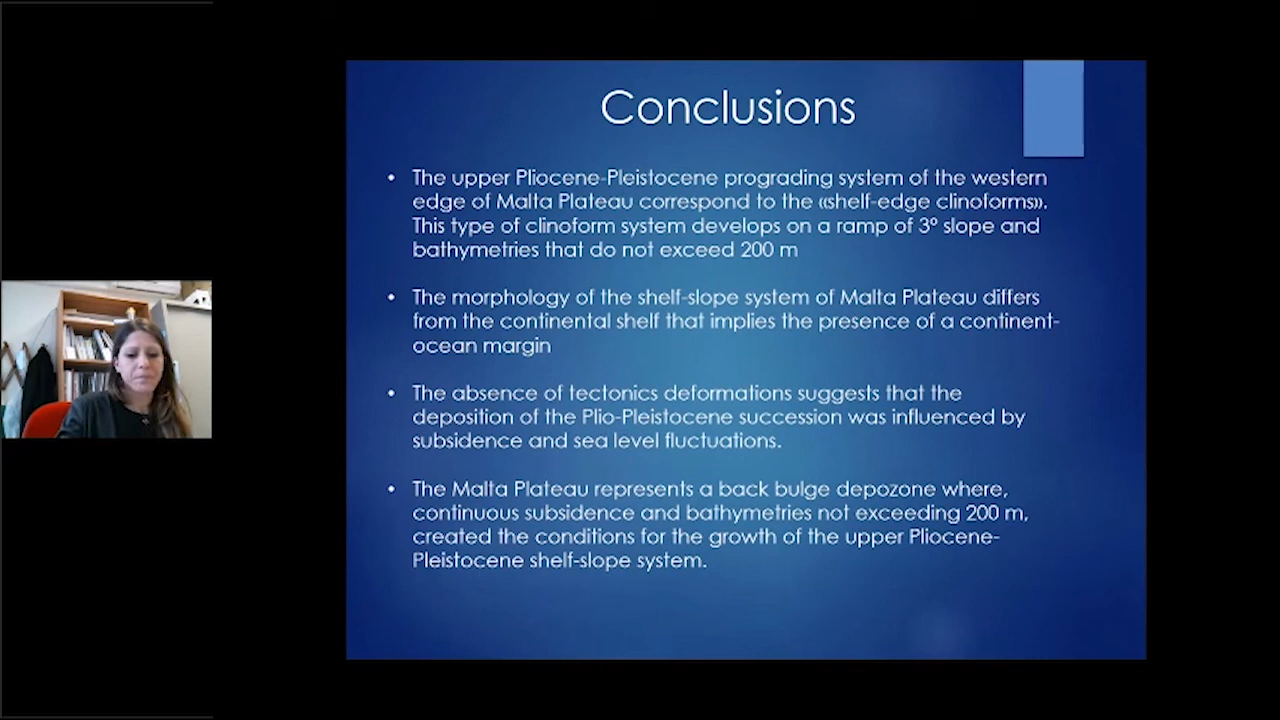 Conclusions
• The upper Pliocene-Pleistocene prograding system of the western
edge of Malta Plateau correspond to the «shelf-edge clinoforms».
This type of clinoform system develops on a ramp of 3° slope and
bathymetries that do not exceed 200 m
• The morphology of the shelf-slope system of Malta Plateau differs
from the continental shelf that implies the presence of a continent-
ocean margin
• The absence of tectonics deformations suggests that the
deposition of the Plio-Pleistocene succession was influenced by
subsidence and sea level fluctuations.
• The Malta Plateau represents a back bulge depozone where,
continuous subsidence and bathymetries not exceeding 200 m,
created the conditions for the growth of the upper Pliocene-
Pleistocene shelf-slope system.